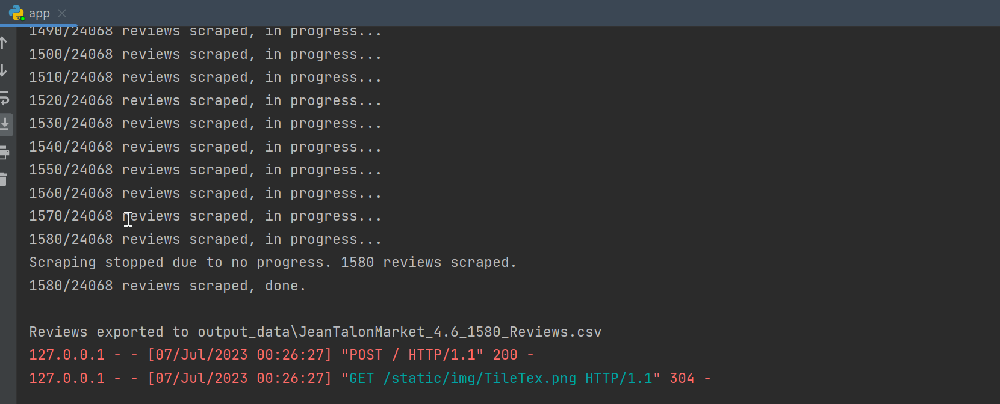 app
1490/24068 reviews scraped, in progress...
1500/24068 reviews scraped, in progress...
1510/24068 reviews scraped, in progress...
1520/24068 reviews scraped, in progress...
1530/24068 reviews scraped, in progress...
1540/24068 reviews scraped, in progress...
1550/24068 reviews scraped, in progress...
1560/24068 reviews scraped, in progress...
1570/24068 reviews scraped, in progress...
1580/24068 reviews scraped, in progress...
Scraping stopped due to no progress. 1580 reviews scraped.
1580/24068 reviews scraped, done.
Reviews exported to output_data\JeanTalonMarket_4.6_1580_Reviews.csv
127.0.0.1 - - [07/Jul/2023 00:26:27] "POST / HTTP/1.1" 200 -
127.0.0.1 - - [07/Jul/2023 00:26:27] "GET /static/img/TileTex.png HTTP/1.1" 304 -